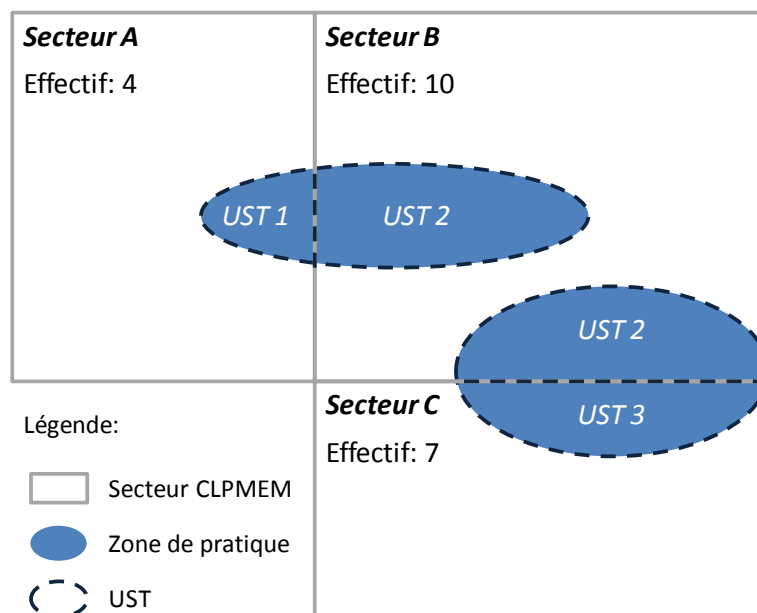 Secteur A
Effectif: 4
Secteur B
Effectif: 10
UST 1
UST 2
UST 2
UST 3
Secteur C
Effectif: 7
Légende:
Secteur CLPMEM
Zone de pratique
UST